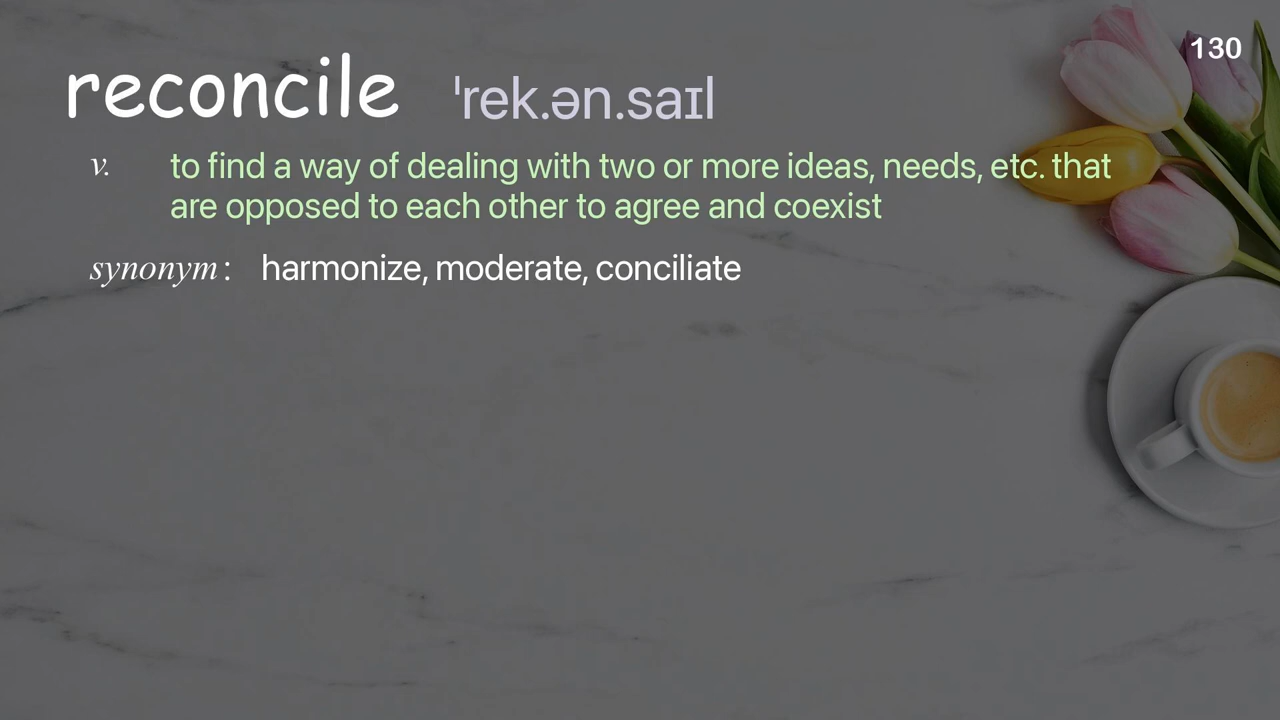 130
reconcile ˈrek.ən.saɪl
v. to find a way of dealing with two or more ideas, needs, etc. that
are opposed to each other to agree and coexist
synonym : harmonize, moderate, conciliate